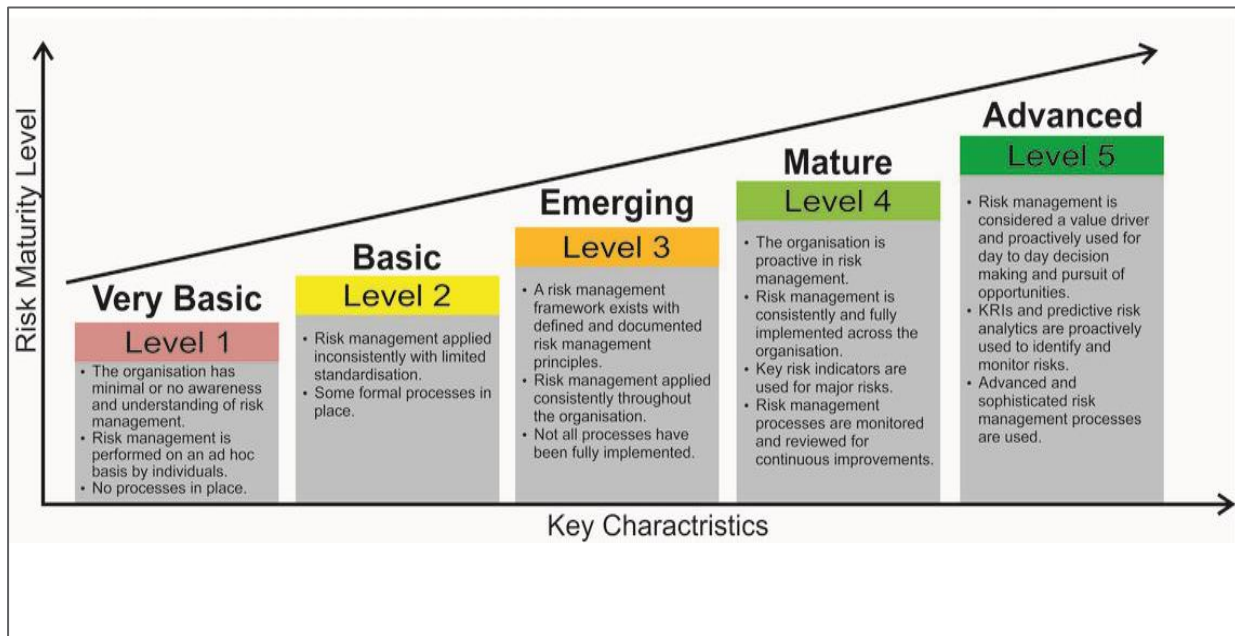 Risk Maturity Level
Very Basic
Level 1
• The organisation has
minimal or no awareness
and understanding of risk
management.
• Risk management is
performed on an ad hoc
basis by individuals.
• No processes in place.
Basic
Level 2
• Risk management applied
inconsistently with limited
standardisation.
• Some formal processes in
place.
Emerging
Level 3
• A risk management
framework exists with
defined and documented
risk management
principles.
• Risk management applied
consistently throughout
the organisation.
• Not all processes have
been fully implemented.
Mature
Level 4
• The organisation is
proactive in risk
management.
• Risk management is
consistently and fully
implemented across the
organisation.
• Key risk indicators are
used for major risks.
• Risk management
processes are monitored
and reviewed for
continuous improvements.
Advanced
Level 5
• Risk management is
considered a value driver
and proactively used for
day to day decision
making and pursuit of
opportunities.
• KRIs and predictive risk
analytics are proactively
used to identify and
monitor risks.
• Advanced and
sophisticated risk
management processes
are used.
Key Charactristics